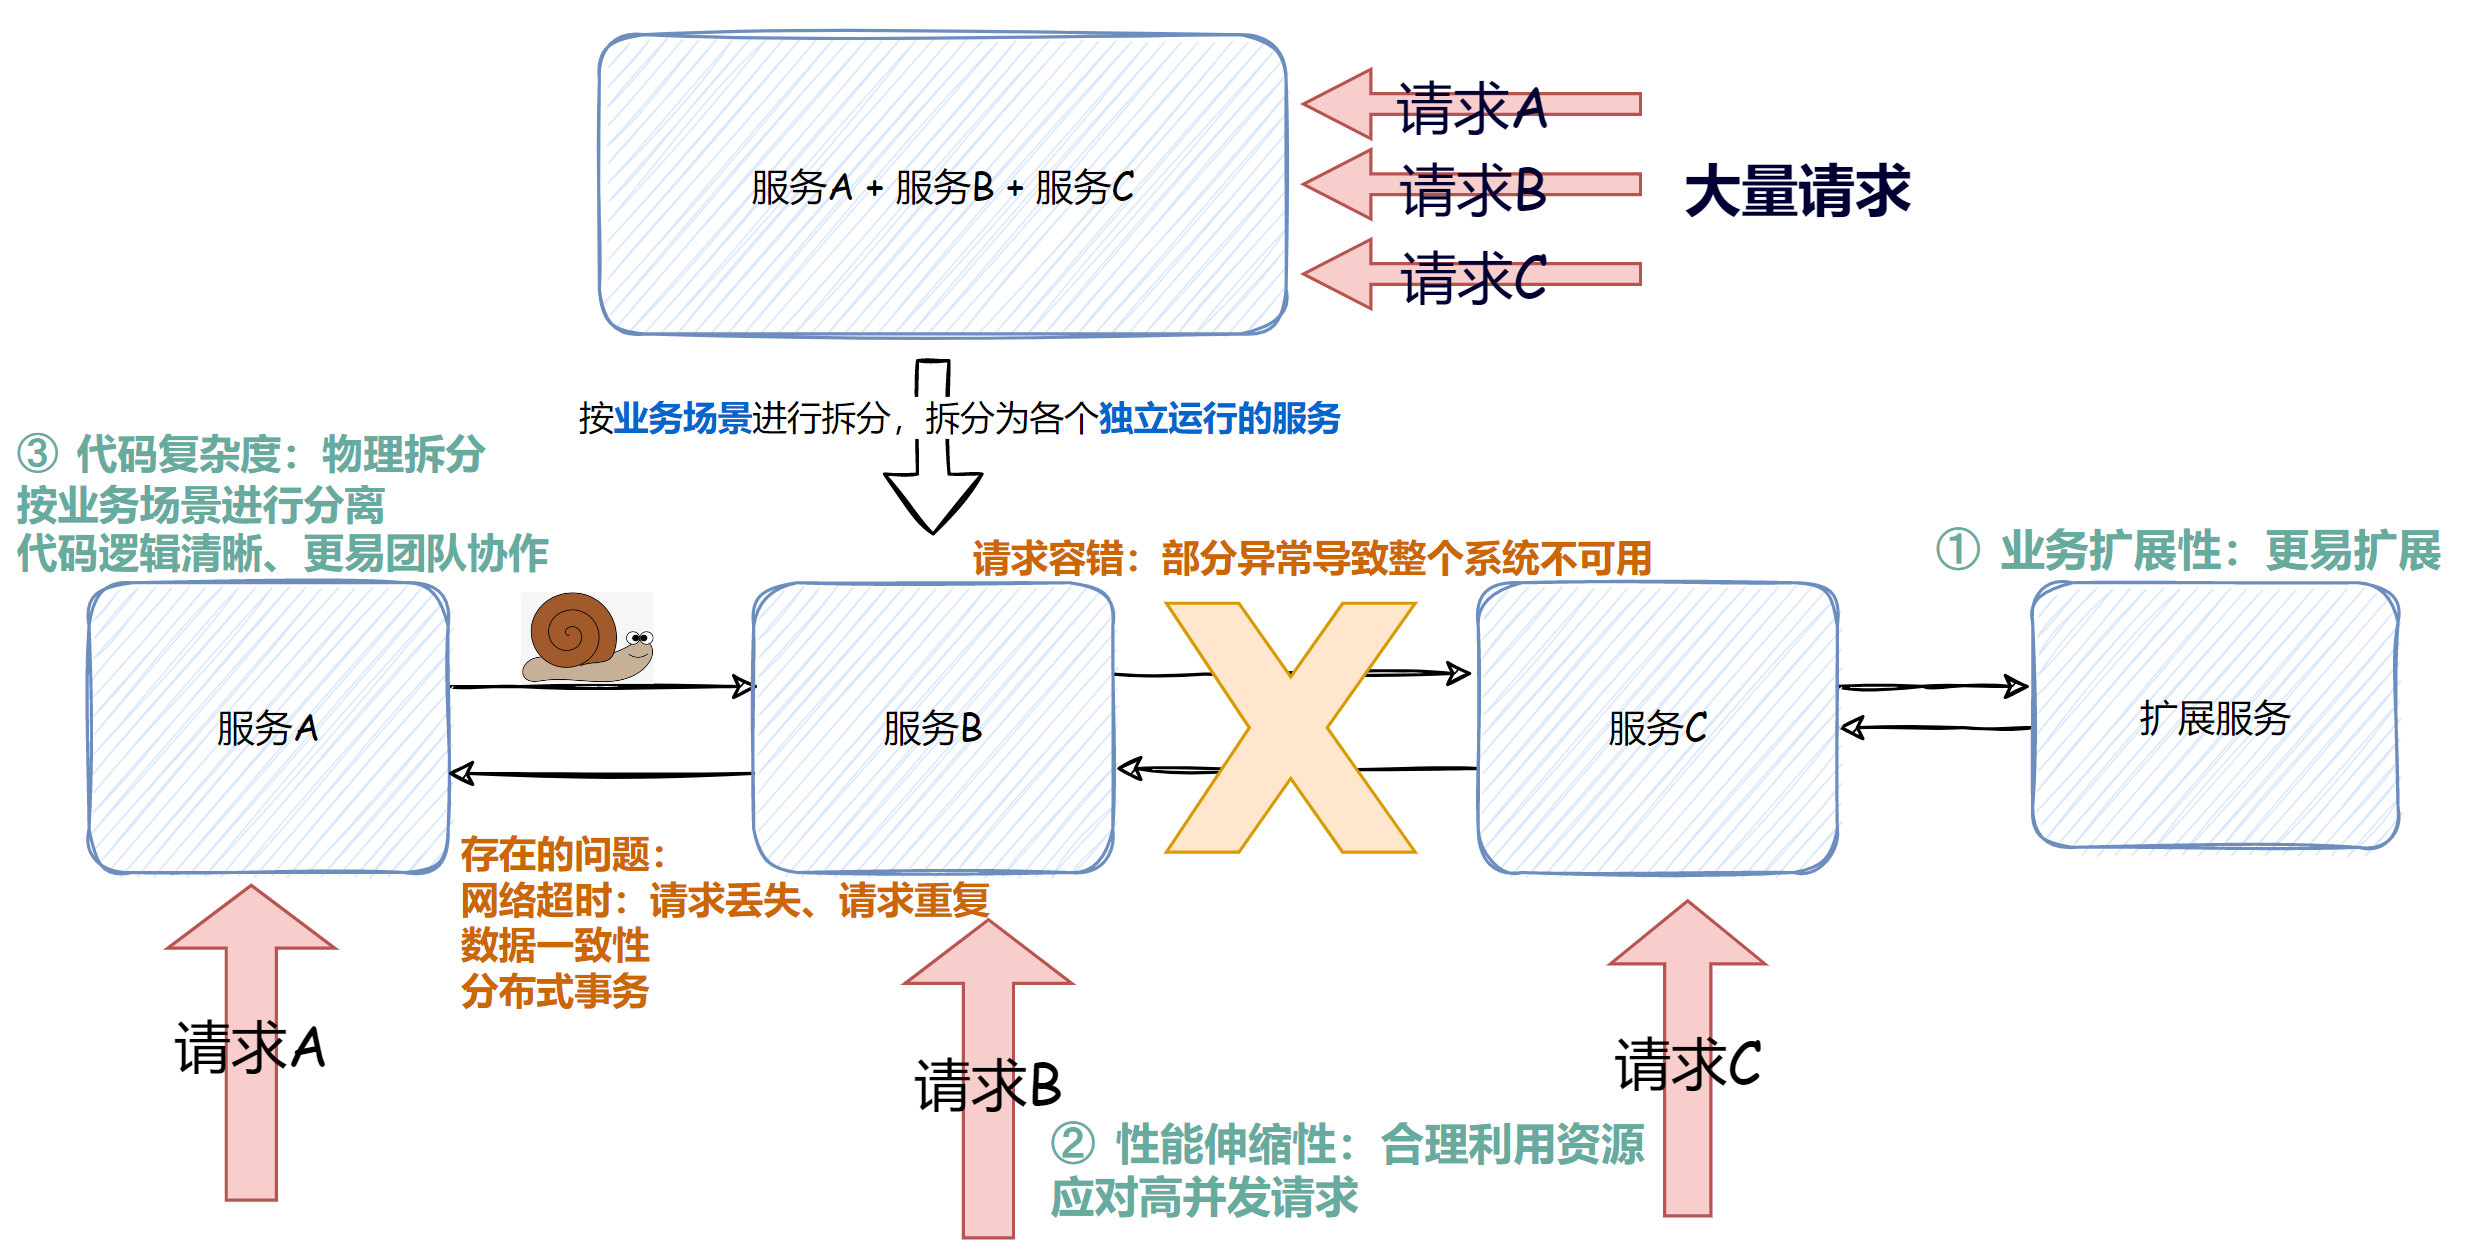 请求A
服务A + 服务B + 服务C
请求B
大量请求
请求C
按业务场景进行拆分，拆分为各个独立运行的服务
③ 代码复杂度：物理拆分
按业务场景进行分离
代码逻辑清晰、更易团队协作
请求容错：部分异常导致整个系统不可用
① 业务扩展性：更易扩展
服务A
服务B
服务C
扩展服务
存在的问题：
网络超时：请求丢失、请求重复
数据一致性
分布式事务
请求A
请求B
请求C
② 性能伸缩性：合理利用资源
应对高并发请求